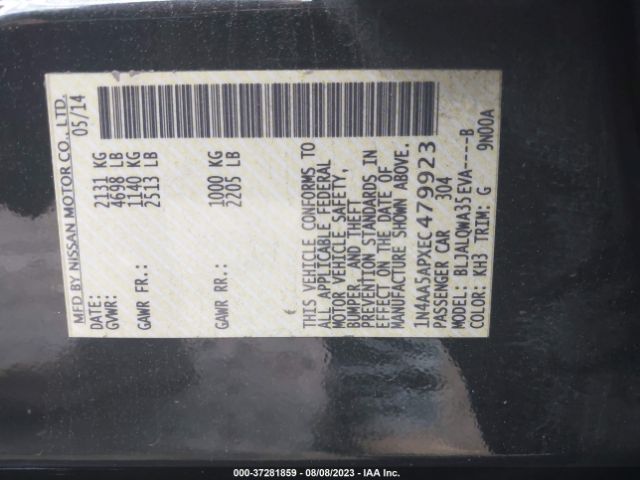 MFD BY NISSAN MOTOR CO., LTD.
DATE: 05/14
GVWR: 2131 KG
4698 LB
GAWR FR.: 1140 KG
2513 LB
GAWR RR.: 1000 KG
2205 LB
THIS VEHICLE CONFORMS TO
ALL APPLICABLE FEDERAL
MOTOR VEHICLE SAFETY,
BUMPER, AND THEFT
PREVENTION STANDARDS IN
EFFECT ON THE DATE OF
MANUFACTURE SHOWN ABOVE.
1N4AA5APXEC479923
PASSENGER CAR 304
MODEL: BLJALQWA35EVA----B
COLOR: KH3 TRIM: G 9N00A
000-37281859 - 08/08/2023 - IAA Inc.